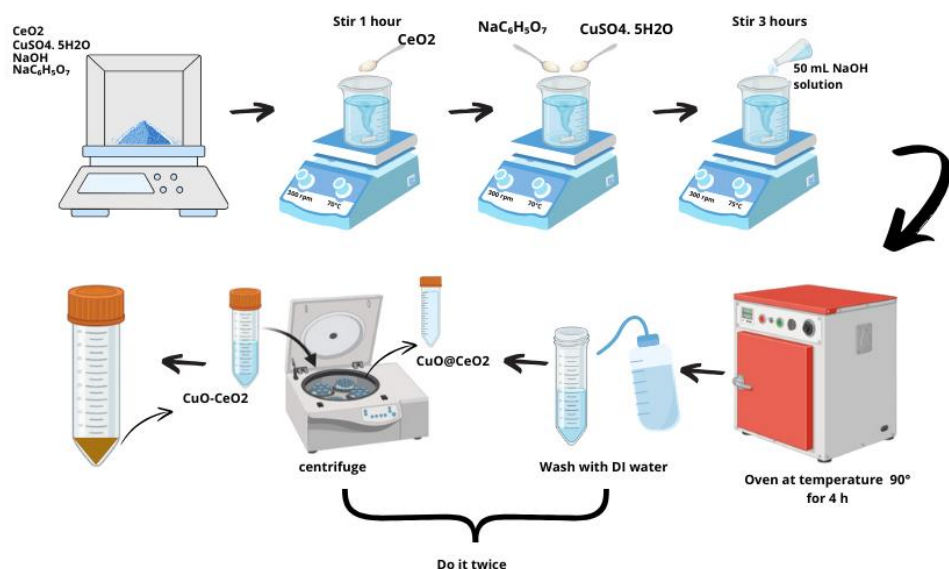 CeO2
CuSO4. 5H2O
NaOH
NaC₆H₅O₇
Stir 1 hour
CeO2
300 rpm
70°C
NaC₆H₅O₇
CuSO4. 5H2O
300 rpm
70°C
Stir 3 hours
50 mL NaOH
solution
300 rpm
75°C
Oven at temperature 90°
for 4 h
Wash with DI water
CuO@CeO2
centrifuge
CuO-CeO2
Do it twice